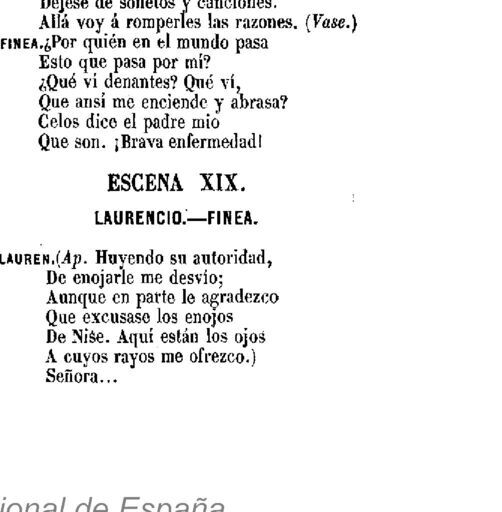 Déjese de sonetos y canciones.
Allá voy á romperles las razones. (Vase.)
FINEA.¿Por quién en el mundo pasa
Esto que pasa por mí?
¿Qué vi denantes? Qué ví,
Que ansí me enciende y abrasa?
Celos dice el padre mio
Que son. ¡Brava enfermedad!
ESCENA XIX.
LAURENCIO.—FINEA.
LAUREN.(Ap. Huyendo su autoridad,
De enojarle me desvío;
Aunque en parte le agradezco
Que excusase los enojos
De Nise. Aquí están los ojos
A cuyos rayos me ofrezco.)
Señora...
ional de España